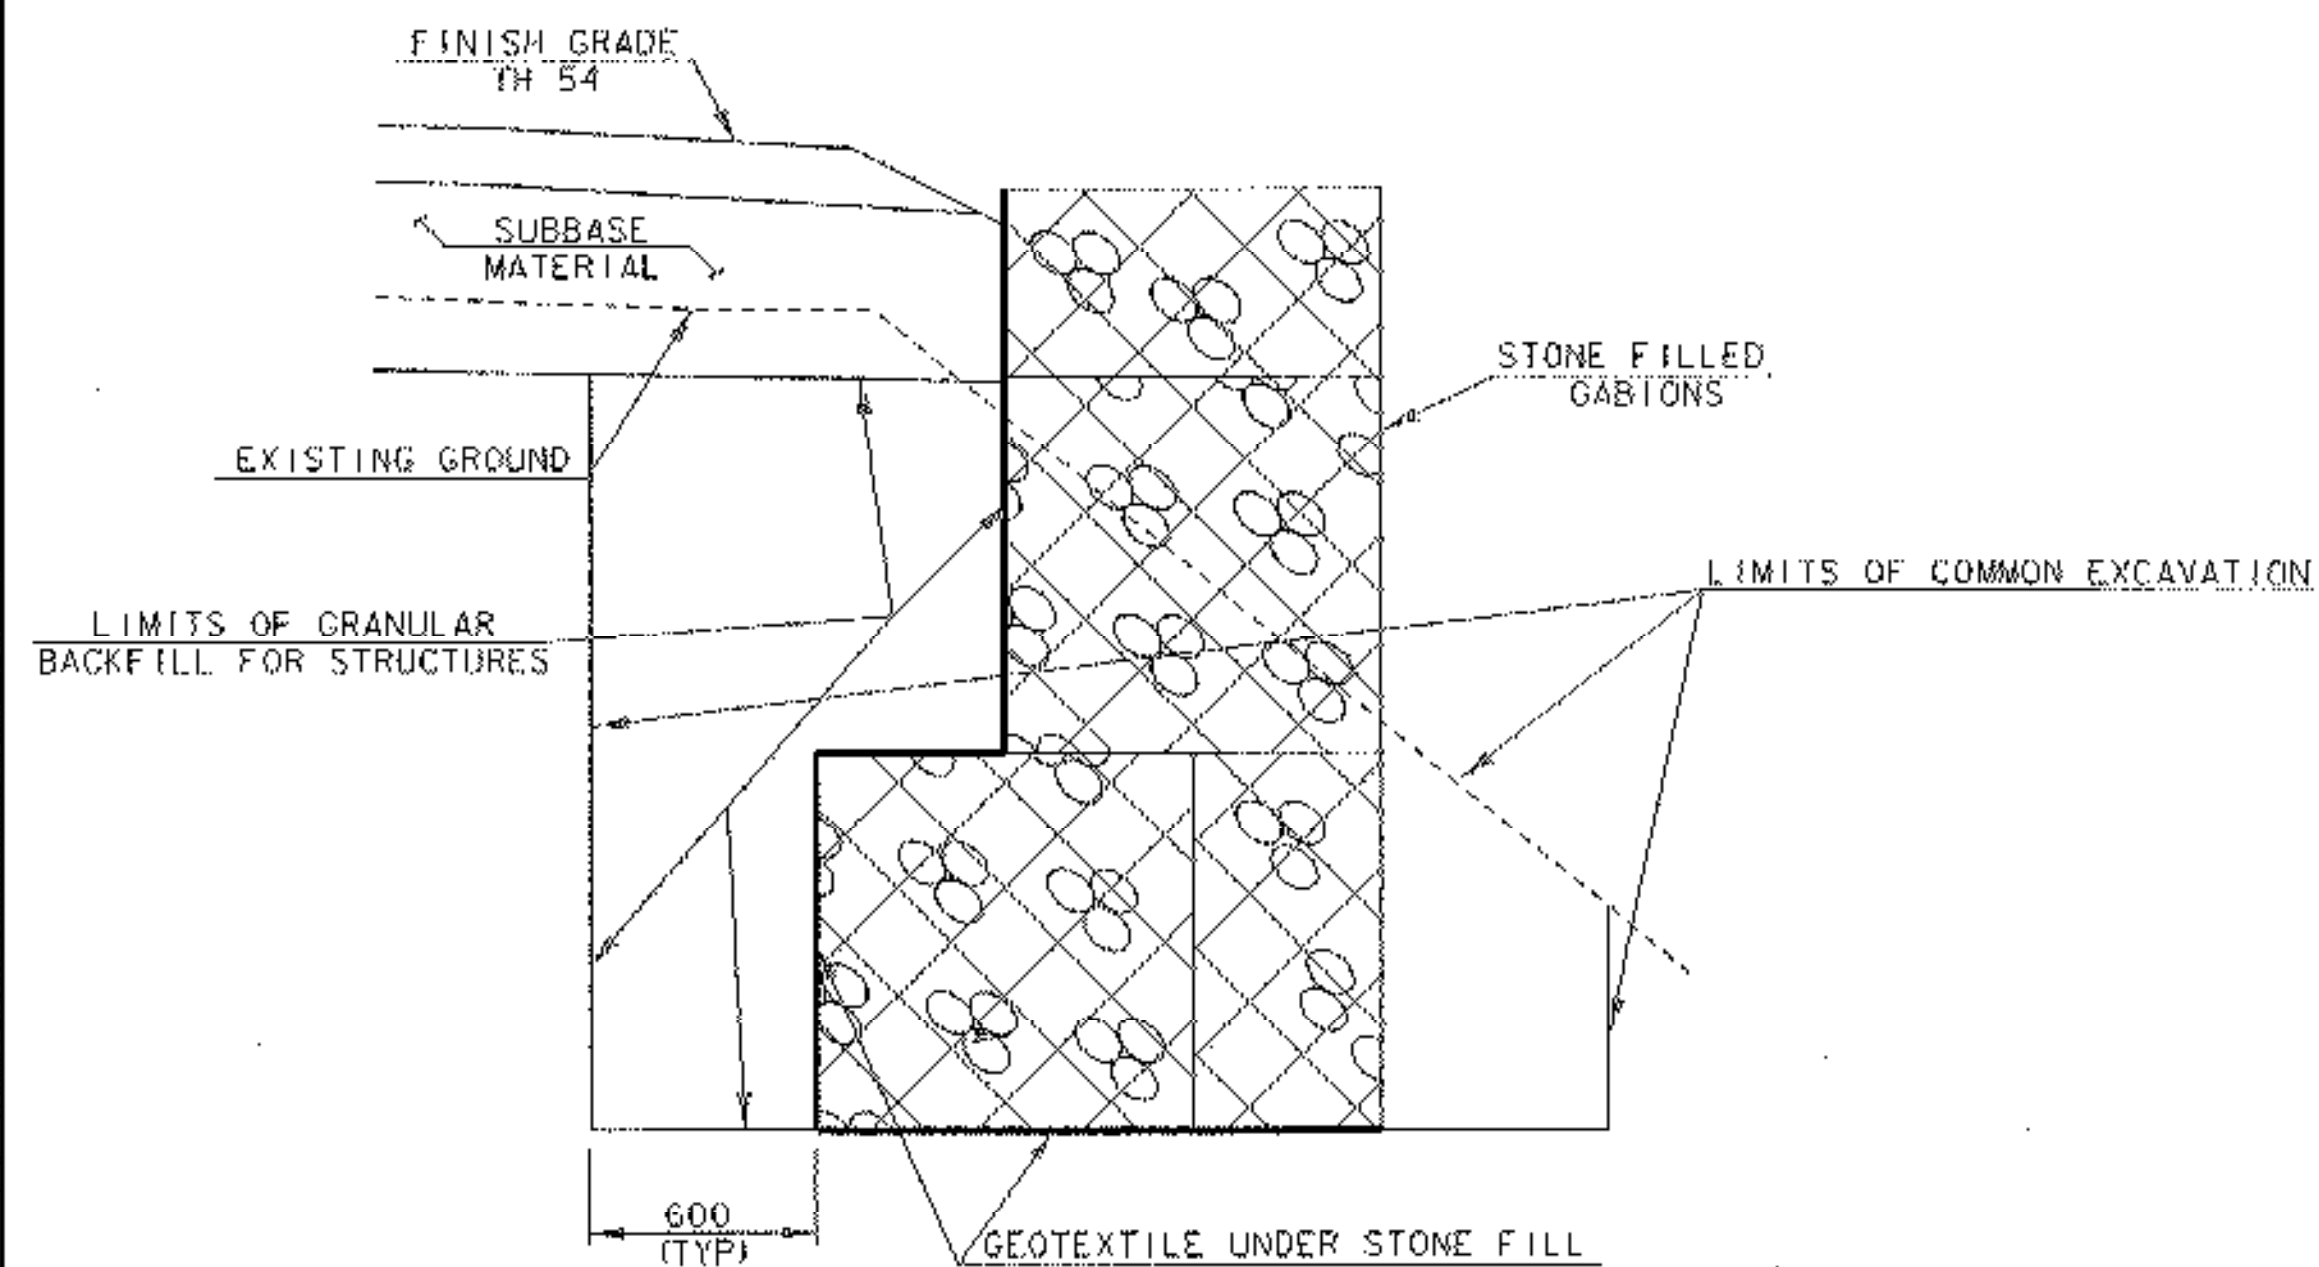 FINISH GRADE
TH 54
SUBBASE
MATERIAL
STONE FILLED
GABIONS
EXISTING GROUND
LIMITS OF COMMON EXCAVATION
LIMITS OF GRANULAR
BACKFILL FOR STRUCTURES
600
(TYP)
GEOTEXTILE UNDER STONE FILL